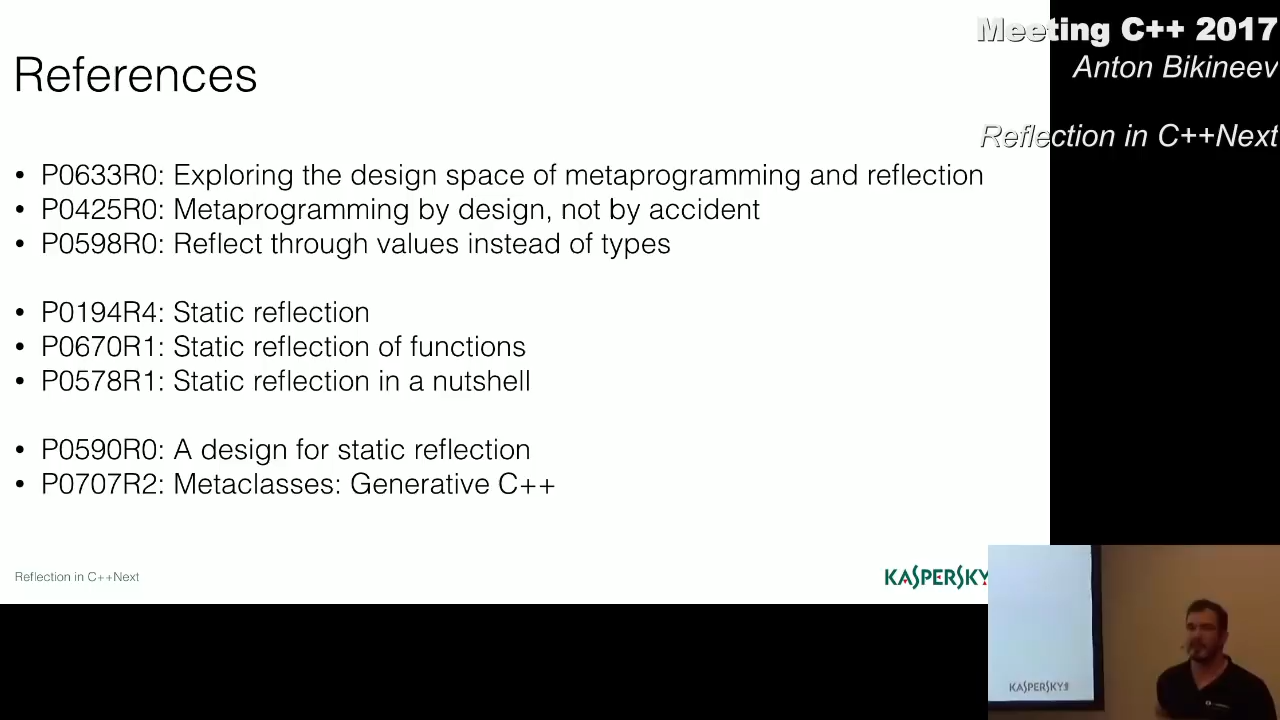 Meeting C++ 2017
Anton Bikineev
Reflection in C++Next
References
• P0633R0: Exploring the design space of metaprogramming and reflection
• P0425R0: Metaprogramming by design, not by accident
• P0598R0: Reflect through values instead of types
• P0194R4: Static reflection
• P0670R1: Static reflection of functions
• P0578R1: Static reflection in a nutshell
• P0590R0: A design for static reflection
• P0707R2: Metaclasses: Generative C++
Reflection in C++Next
KASPERSKY
KASPERSKY